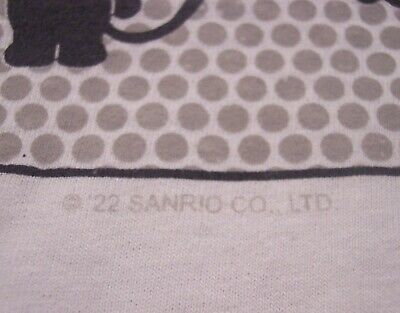 © '22 SANRIO CO., LTD.